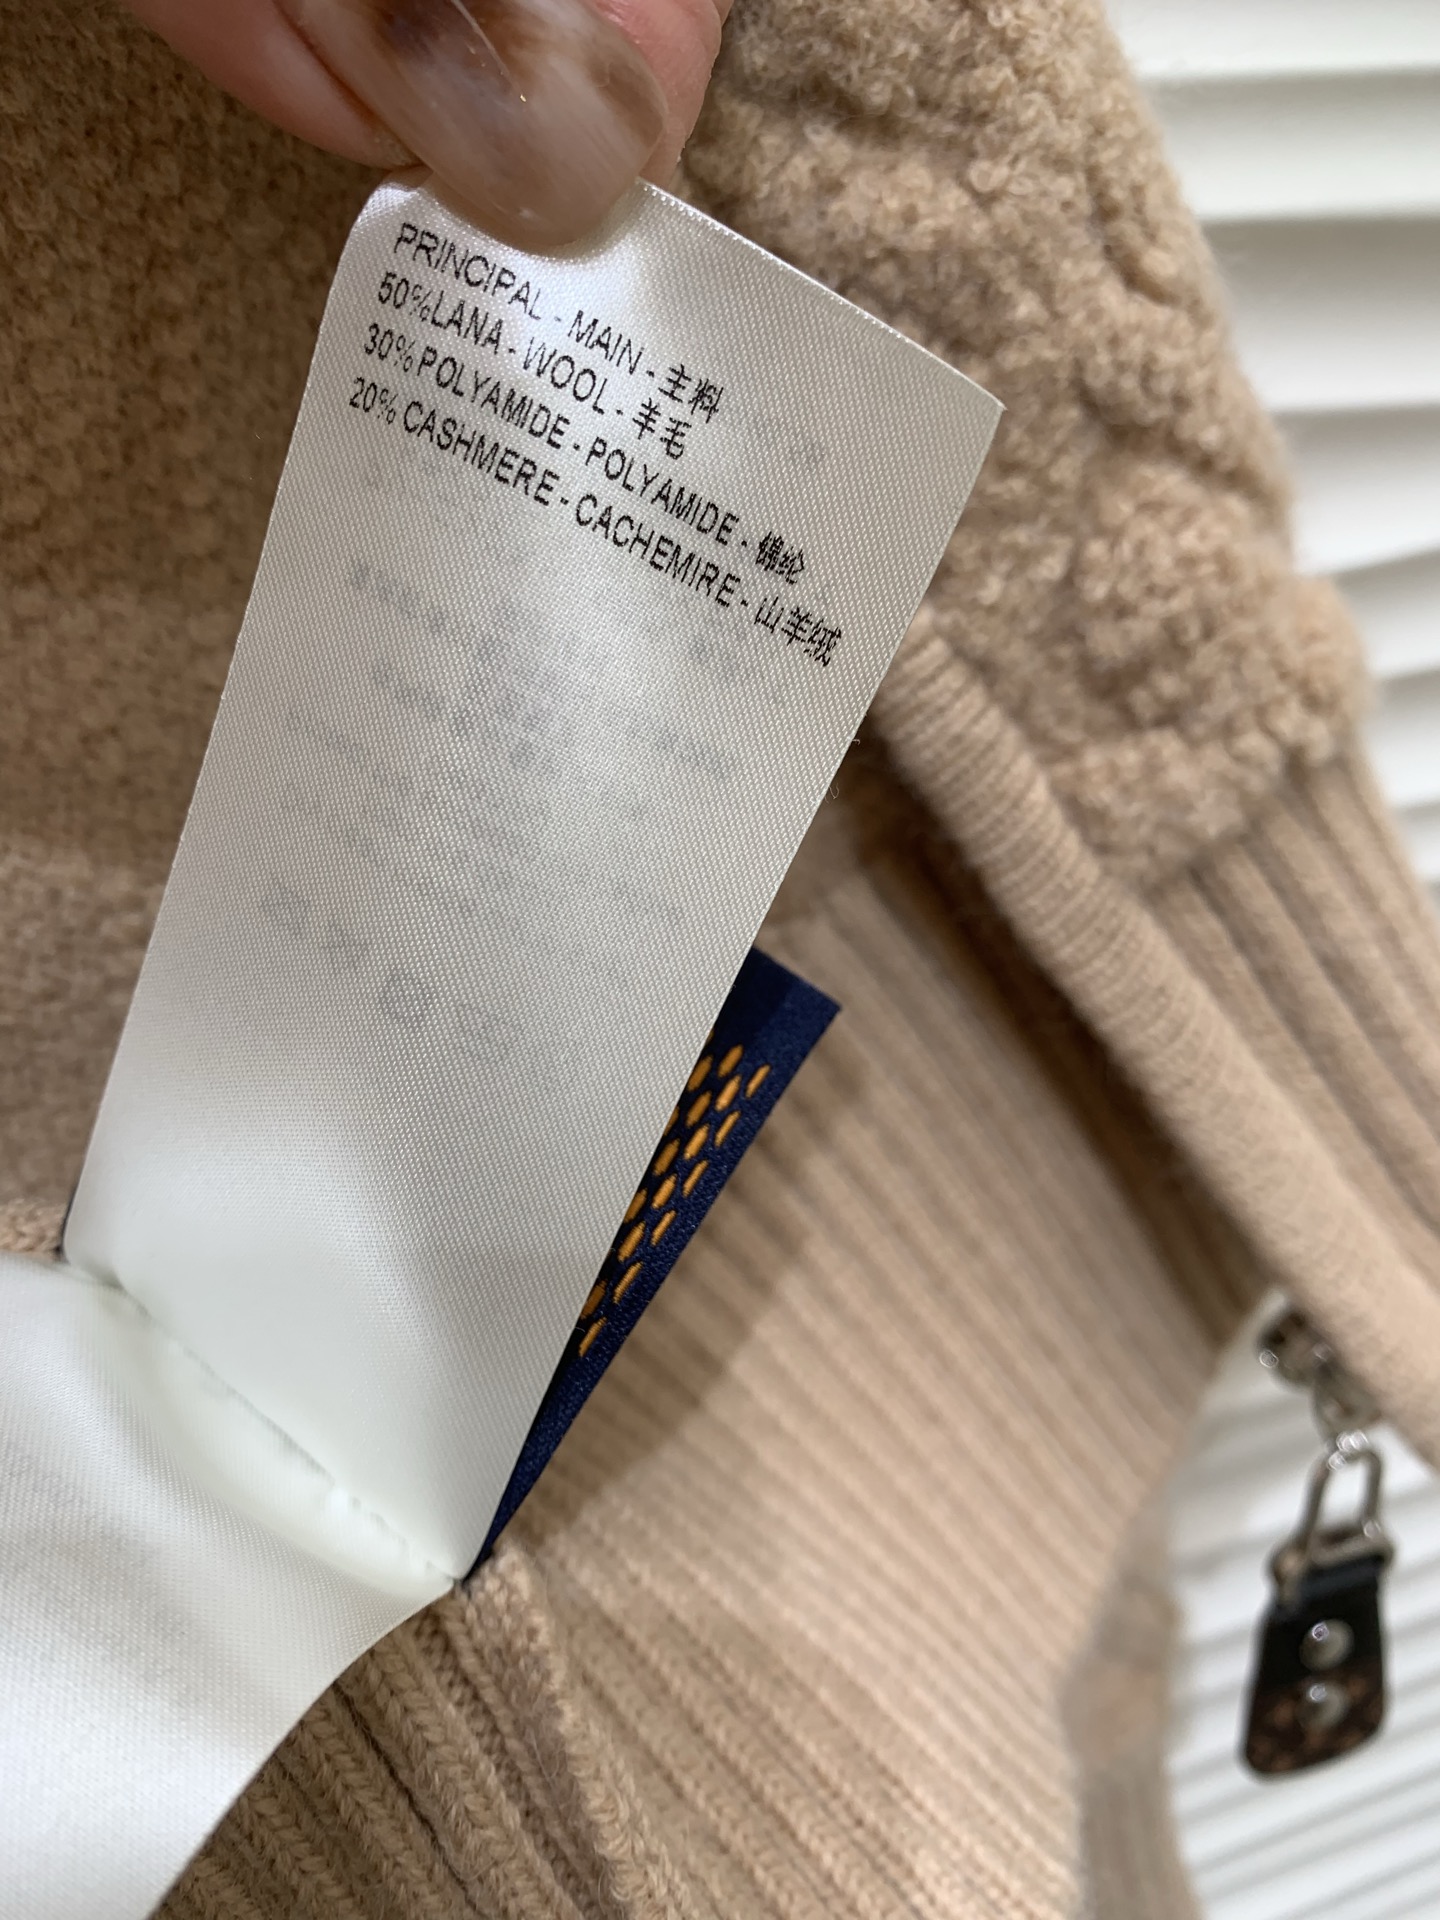 PRINCIPAL - MAIN - 主料
50%LANA - WOOL - 羊毛
30% POLYAMIDE - POLYAMIDE - 锦纶
20% CASHMERE - CACHEMIRE - 山羊绒